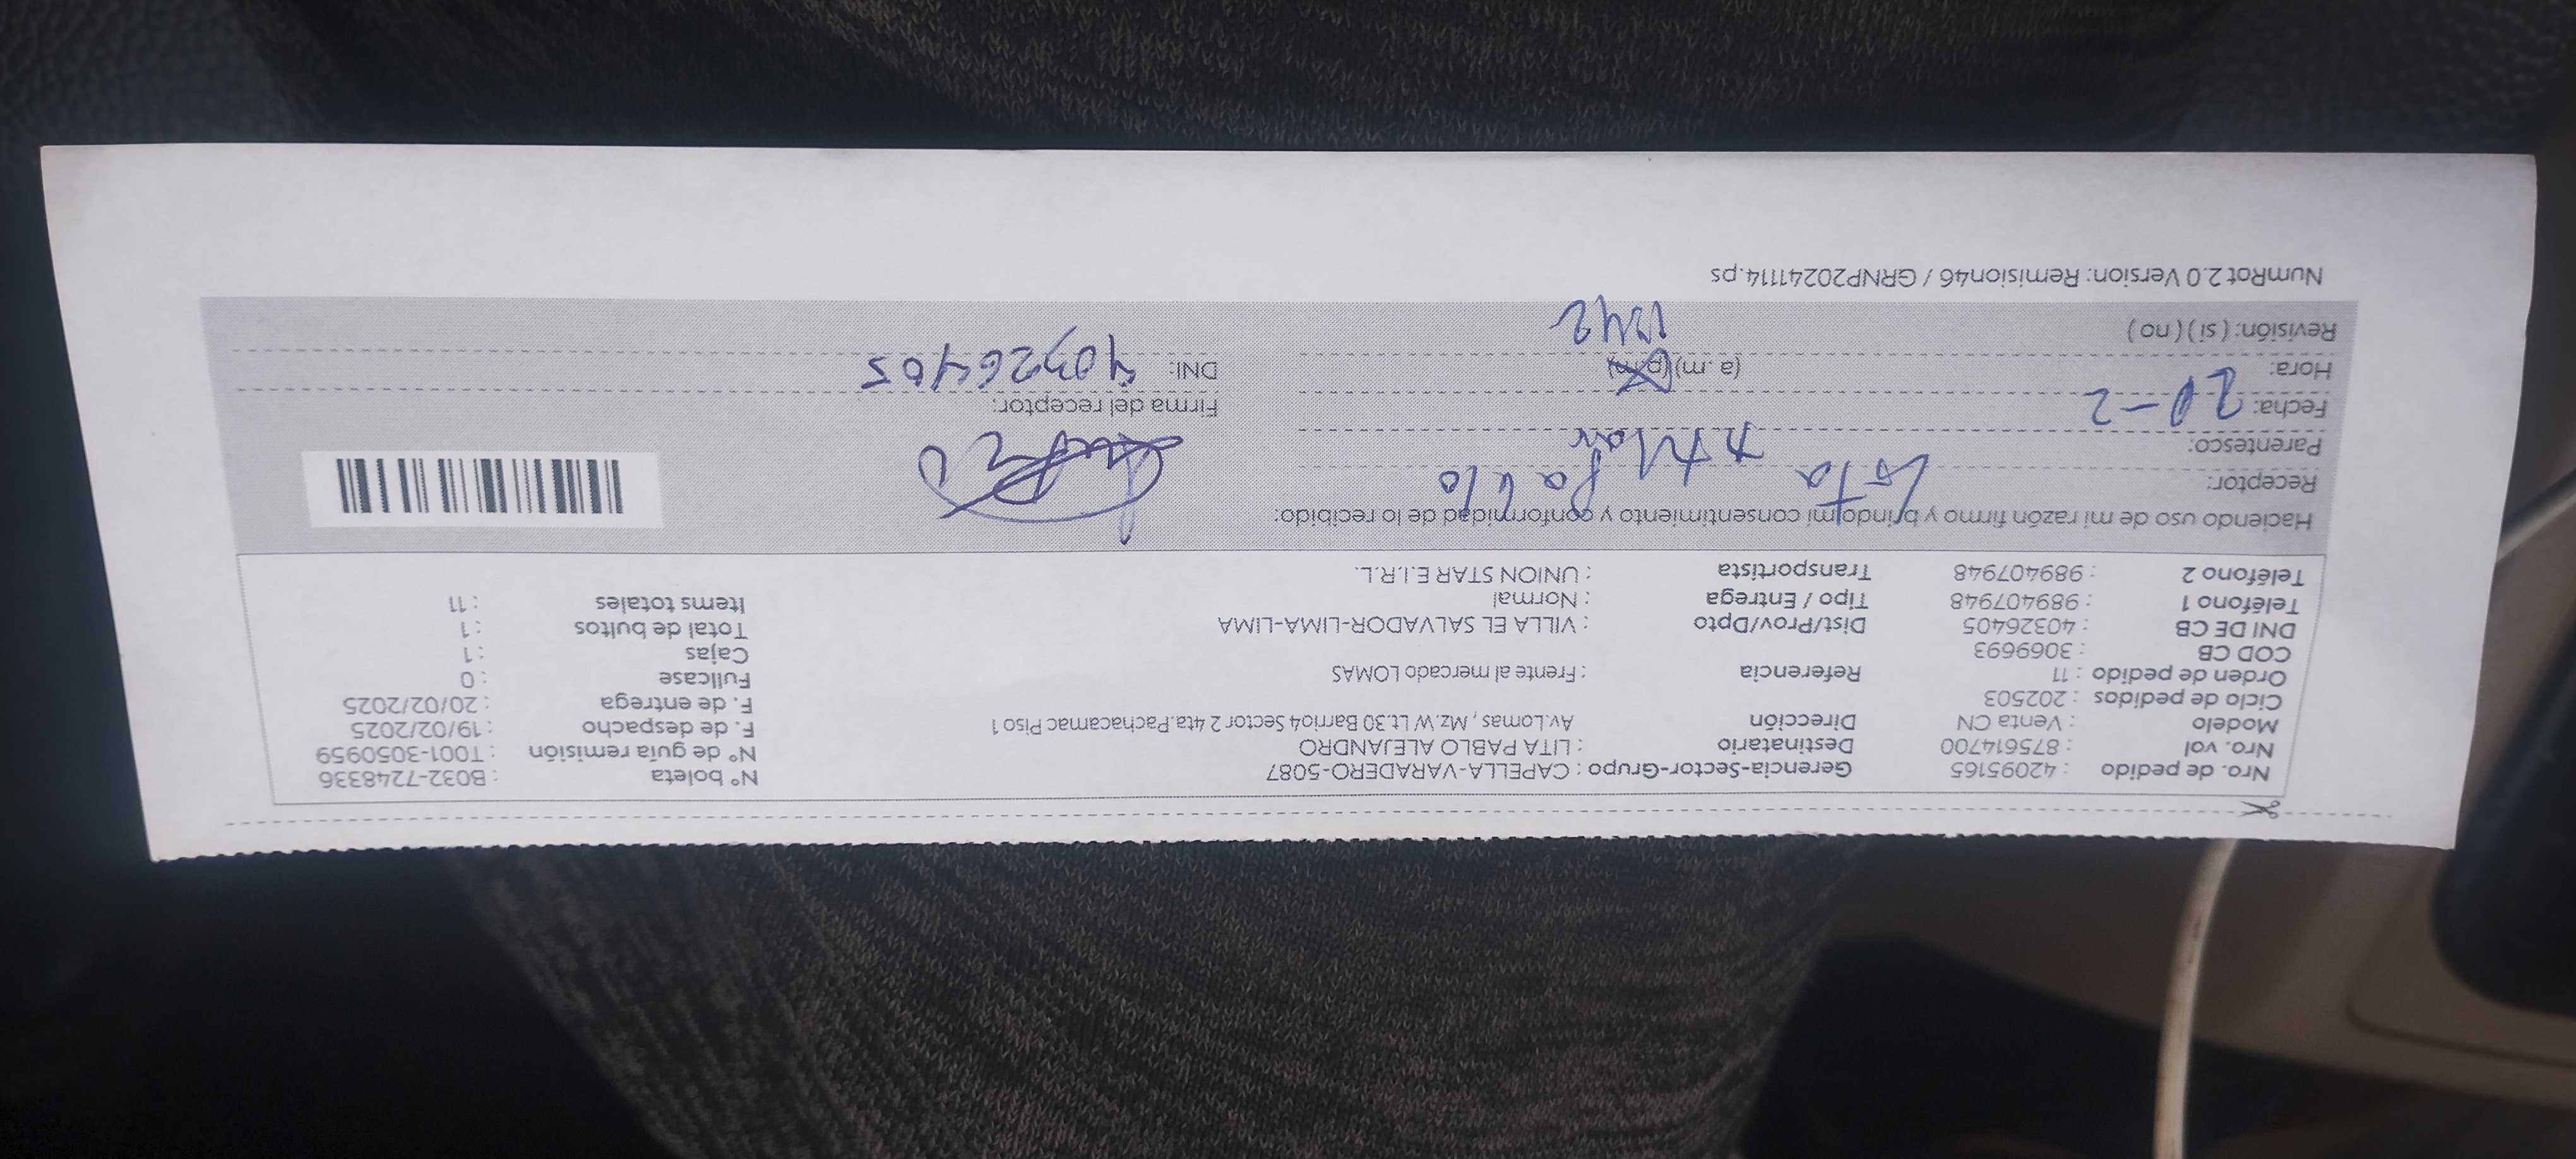 Nro. de pedido : 42095165 Gerencia-Sector-Grupo : CAPELLA-VARADERO-5087 N° boleta : B032-7248336
Nro. vol : 875614700 Destinatario : LITA PABLO ALEJANDRO N° de guía remisión : T001-3050959
Modelo : Venta CN Dirección Av.Lomas , Mz.W Lt.30 Barrio4 Sector 2 4ta.Pachacamac Piso 1 F. de despacho : 19/02/2025
Ciclo de pedidos : 202503 F. de entrega : 20/02/2025
Orden de pedido : 11 Referencia : Frente al mercado LOMAS Fullcase : 0
COD CB : 3069693 Cajas : 1
DNI DE CB : 40326405 Dist/Prov/Dpto : VILLA EL SALVADOR-LIMA-LIMA Total de bultos : 1
Teléfono 1 : 989407948 Tipo / Entrega : Normal Items totales : 11
Teléfono 2 : 989407948 Transportista : UNION STAR E.I.R.L.
Haciendo uso de mi razón firmo y brindo mi consentimiento y conformidad de lo recibido:
Receptor: Lita Pablo
Parentesco:
Fecha: 20-2 Firma del receptor:
Hora: (a.m) (p.m) DNI: 40326405
Revisión: ( si ) ( no )
NumRot 2.0 Version: Remision46 / GRNP20241114.ps